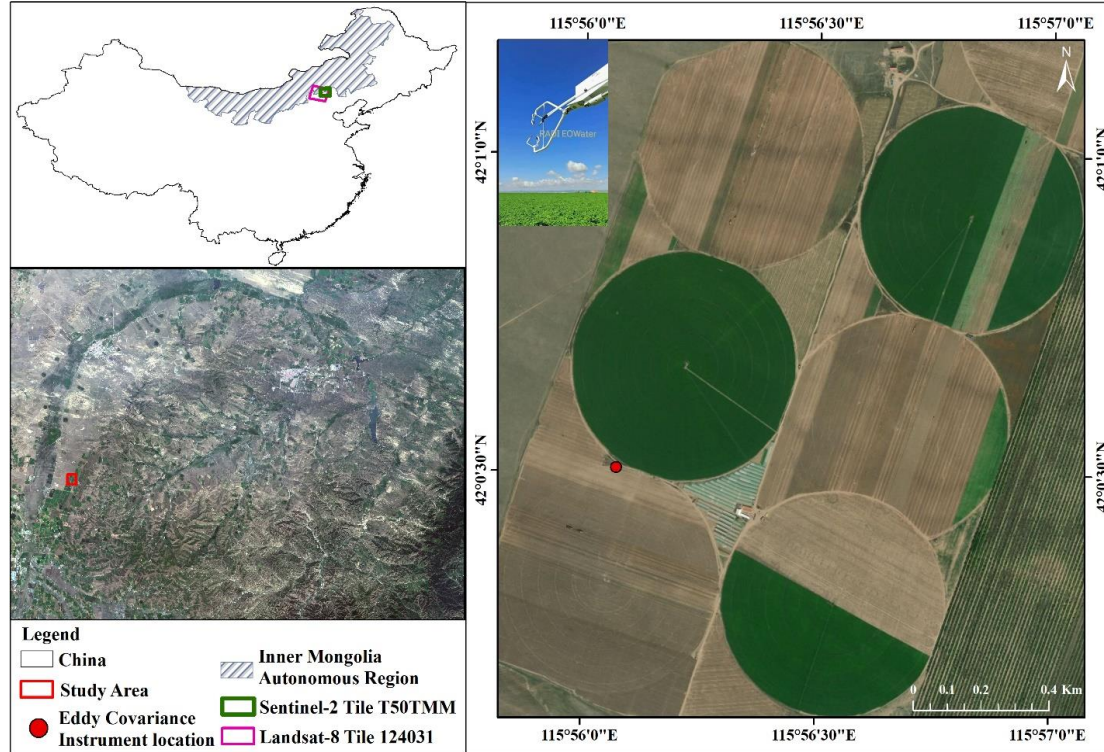 115°56'0"E 115°56'30"E 115°57'0"E
N
RADI EOWater
42°1'0"N 42°1'0"N
42°0'30"N 42°0'30"N
Legend
China
Study Area
Eddy Covariance
Instrument location
Inner Mongolia
Autonomous Region
Sentinel-2 Tile T50TMM
Landsat-8 Tile 124031
0 0.1 0.2 0.4 Km
115°56'0"E 115°56'30"E 115°57'0"E